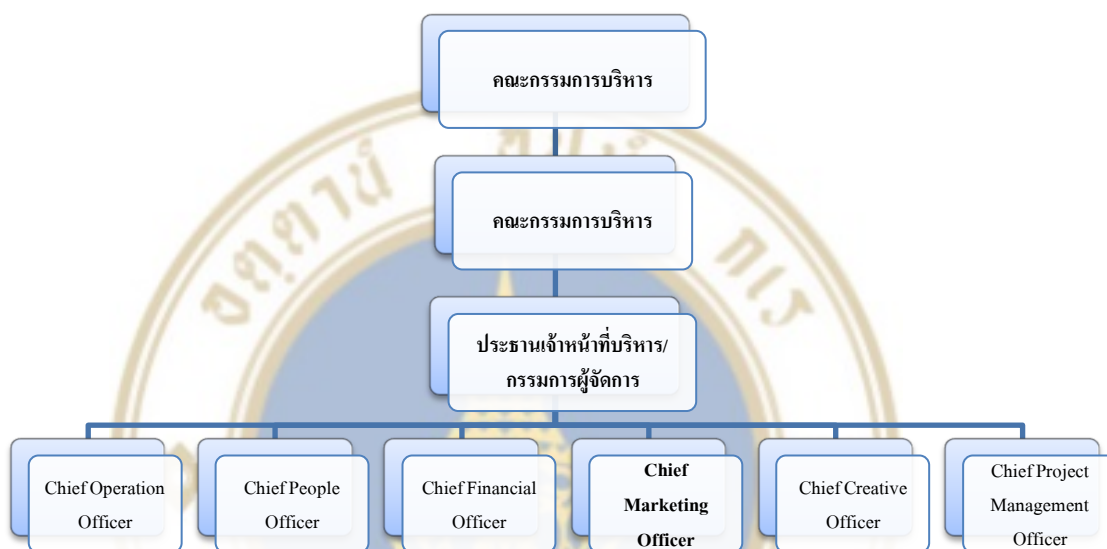 คณะกรรมการบริหาร
คณะกรรมการบริหาร
ประธานเจ้าหน้าที่บริหาร/
กรรมการผู้จัดการ
Chief Operation
Officer
Chief People
Officer
Chief Financial
Officer
Chief
Marketing
Officer
Chief Creative
Officer
Chief Project
Management
Officer